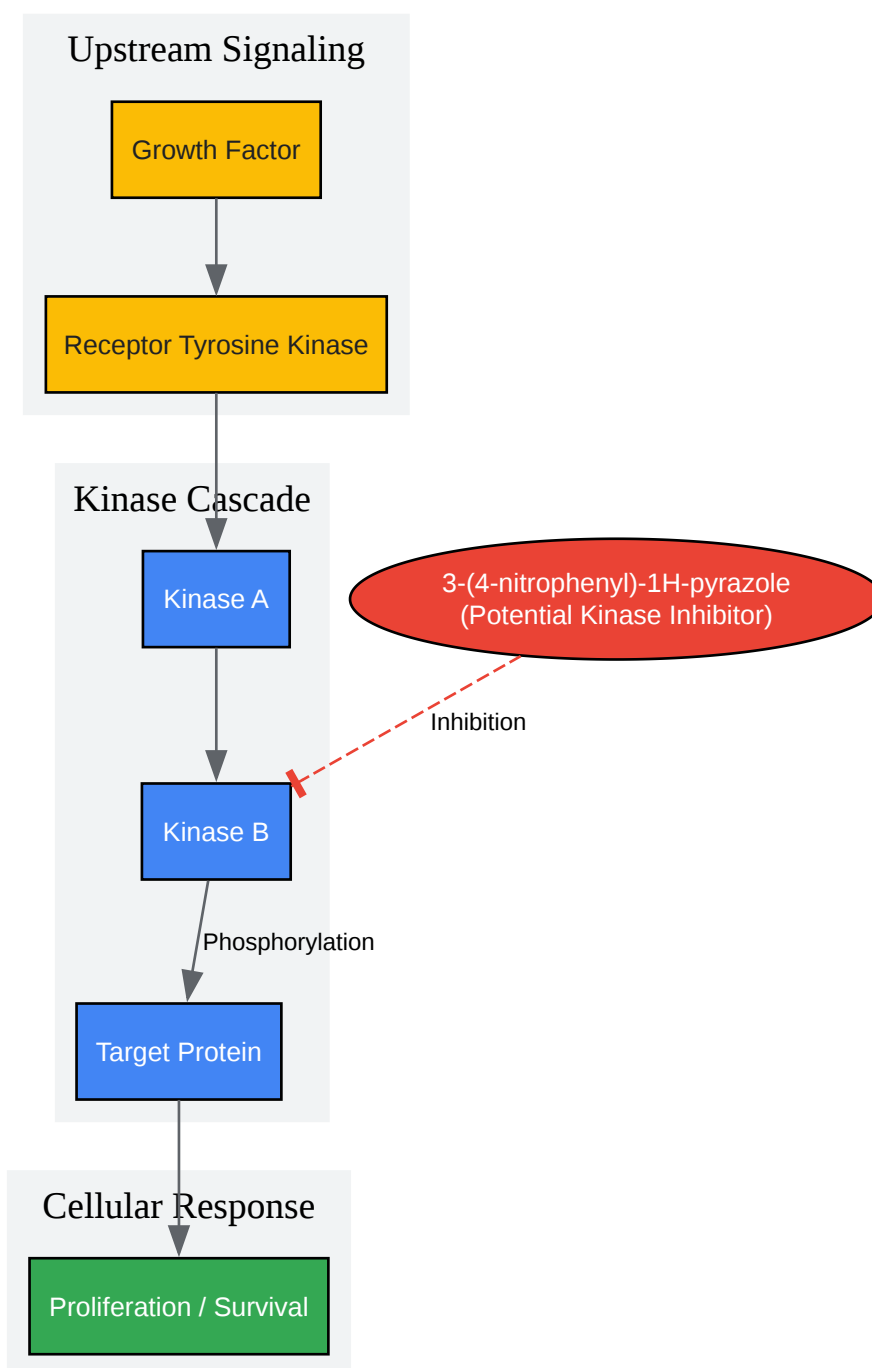 Upstream Signaling
Growth Factor
Receptor Tyrosine Kinase
Kinase Cascade
Kinase A
3-(4-nitrophenyl)-1H-pyrazole
(Potential Kinase Inhibitor)
Inhibition
Kinase B
Phosphorylation
Target Protein
Cellular Response
Proliferation / Survival